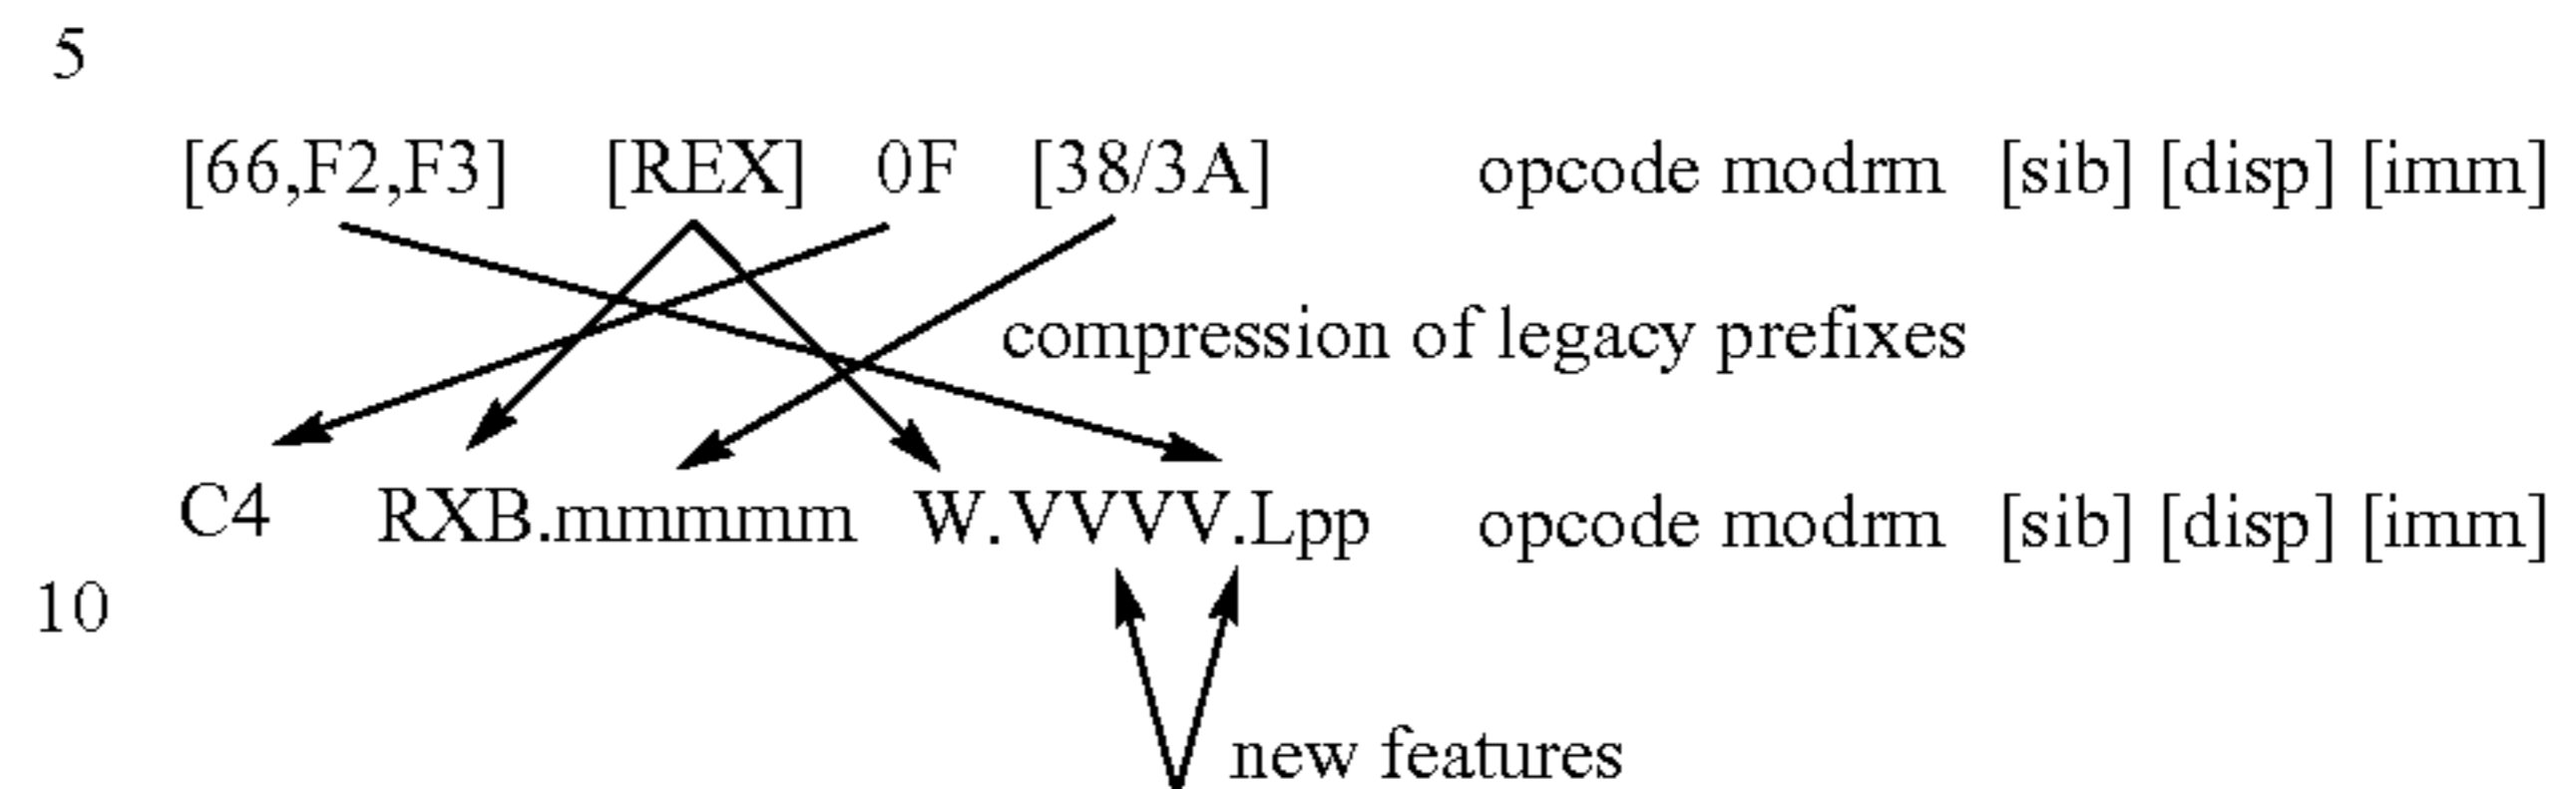 5
[66,F2,F3] [REX] 0F [38/3A] opcode modrm [sib] [disp] [imm]
compression of legacy prefixes
C4 RXB.mmmmm W.VVVV.Lpp opcode modrm [sib] [disp] [imm]
10
new features